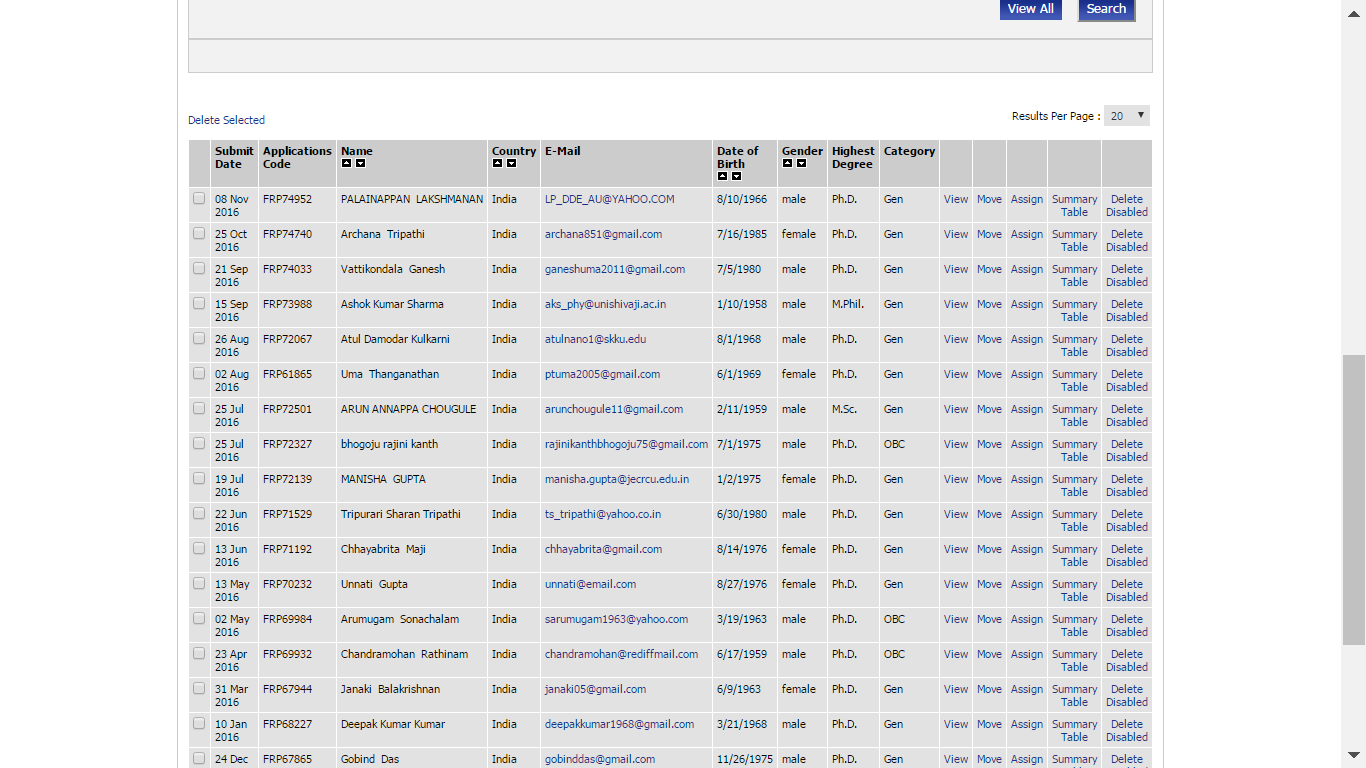 View All Search
Delete Selected
Results Per Page : 20
Submit Date Applications Code Name Country E-Mail Date of Birth Gender Highest Degree Category
08 Nov 2016 FRP74952 PALAINAPPAN LAKSHMANAN India LP_DDE_AU@YAHOO.COM 8/10/1966 male Ph.D. Gen View Move Assign Summary Table Delete Disabled
25 Oct 2016 FRP74740 Archana Tripathi India archana851@gmail.com 7/16/1985 female Ph.D. Gen View Move Assign Summary Table Delete Disabled
21 Sep 2016 FRP74033 Vattikondala Ganesh India ganeshuma2011@gmail.com 7/5/1980 male Ph.D. Gen View Move Assign Summary Table Delete Disabled
15 Sep 2016 FRP73988 Ashok Kumar Sharma India aks_phy@unishivaji.ac.in 1/10/1958 male M.Phil. Gen View Move Assign Summary Table Delete Disabled
26 Aug 2016 FRP72067 Atul Damodar Kulkarni India atulnano1@skku.edu 8/1/1968 male Ph.D. Gen View Move Assign Summary Table Delete Disabled
02 Aug 2016 FRP61865 Uma Thanganathan India ptuma2005@gmail.com 6/1/1969 female Ph.D. Gen View Move Assign Summary Table Delete Disabled
25 Jul 2016 FRP72501 ARUN ANNAPPA CHOUGULE India arunchougule11@gmail.com 2/11/1959 male M.Sc. Gen View Move Assign Summary Table Delete Disabled
25 Jul 2016 FRP72327 bhogoju rajini kanth India rajinikanthbhogoju75@gmail.com 7/1/1975 male Ph.D. OBC View Move Assign Summary Table Delete Disabled
19 Jul 2016 FRP72139 MANISHA GUPTA India manisha.gupta@jecrcu.edu.in 1/2/1975 female Ph.D. Gen View Move Assign Summary Table Delete Disabled
22 Jun 2016 FRP71529 Tripurari Sharan Tripathi India ts_tripathi@yahoo.co.in 6/30/1980 male Ph.D. Gen View Move Assign Summary Table Delete Disabled
13 Jun 2016 FRP71192 Chhayabrita Maji India chhayabrita@gmail.com 8/14/1976 female Ph.D. Gen View Move Assign Summary Table Delete Disabled
13 May 2016 FRP70232 Unnati Gupta India unnati@email.com 8/27/1976 female Ph.D. Gen View Move Assign Summary Table Delete Disabled
02 May 2016 FRP69984 Arumugam Sonachalam India sarumugam1963@yahoo.com 3/19/1963 male Ph.D. OBC View Move Assign Summary Table Delete Disabled
23 Apr 2016 FRP69932 Chandramohan Rathinam India chandramohan@rediffmail.com 6/17/1959 male Ph.D. OBC View Move Assign Summary Table Delete Disabled
31 Mar 2016 FRP67944 Janaki Balakrishnan India janaki05@gmail.com 6/9/1963 female Ph.D. Gen View Move Assign Summary Table Delete Disabled
10 Jan 2016 FRP68227 Deepak Kumar Kumar India deepakkumar1968@gmail.com 3/21/1968 male Ph.D. Gen View Move Assign Summary Table Delete Disabled
24 Dec FRP67865 Gobind Das India gobinddas@gmail.com 11/26/1975 male Ph.D. Gen View Move Assign Summary Delete